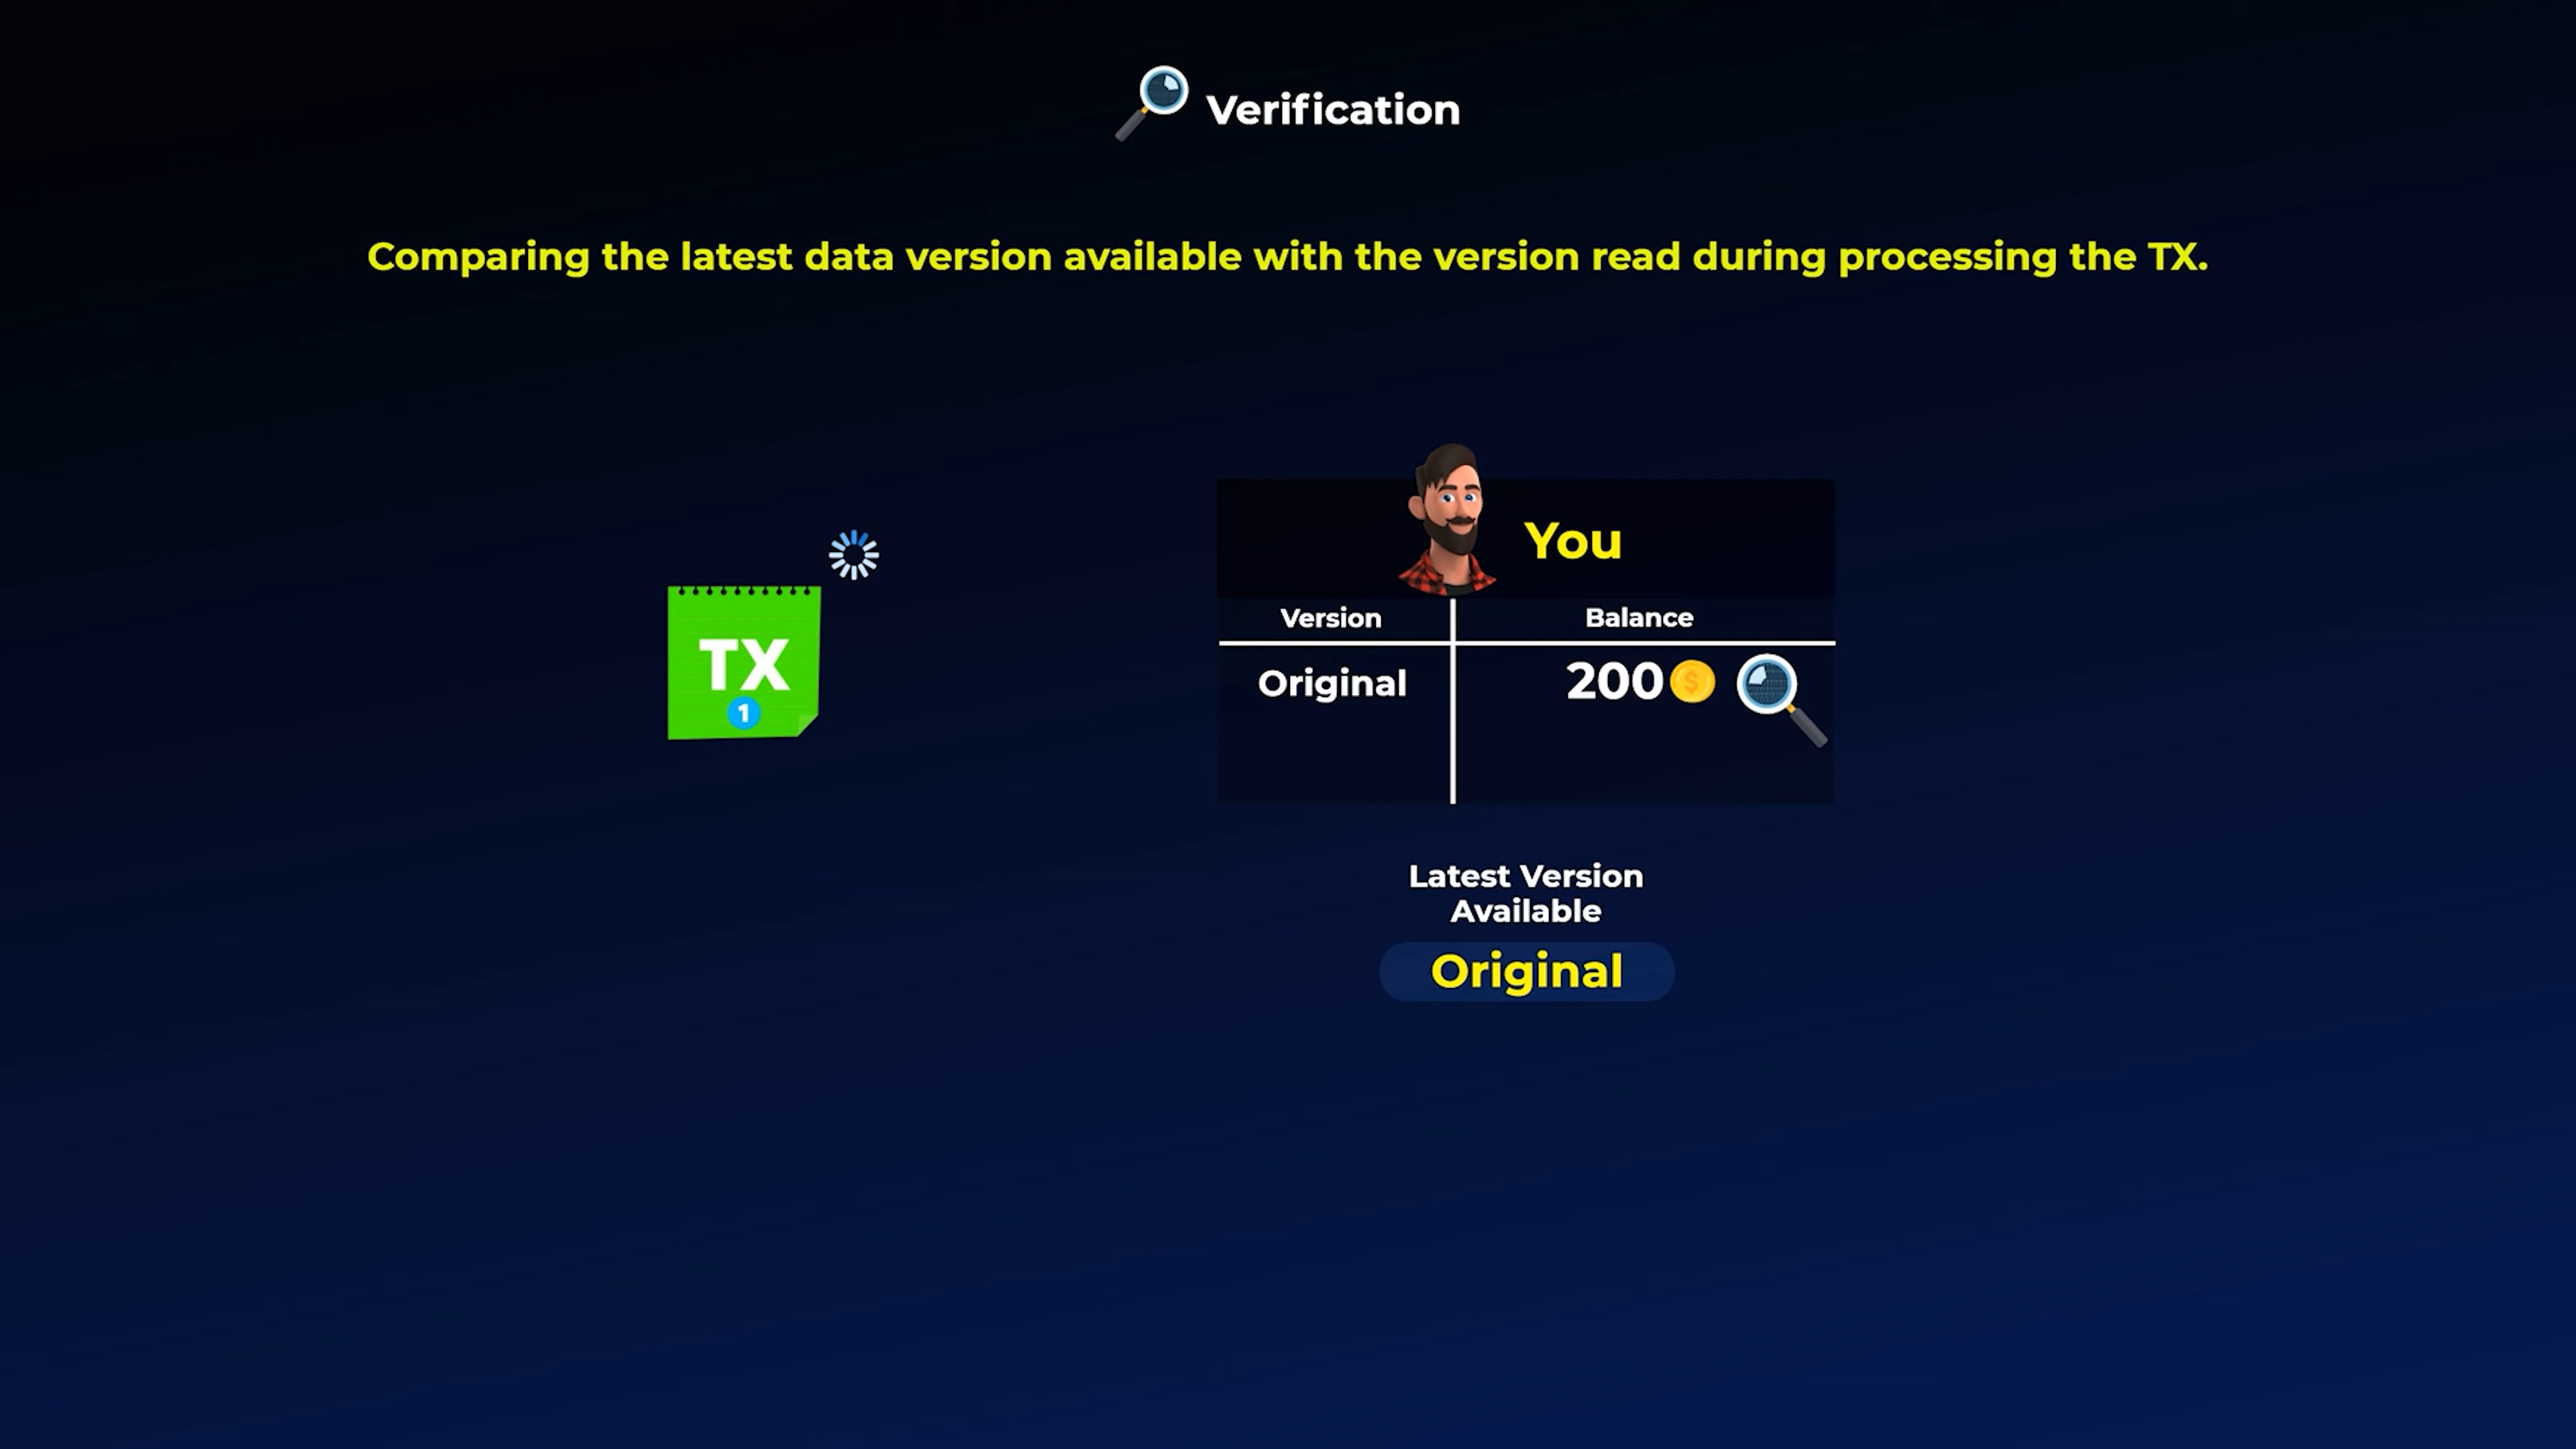 Verification
Comparing the latest data version available with the version read during processing the TX.
You
Version Balance
Original 200
TX
1
Latest Version
Available
Original